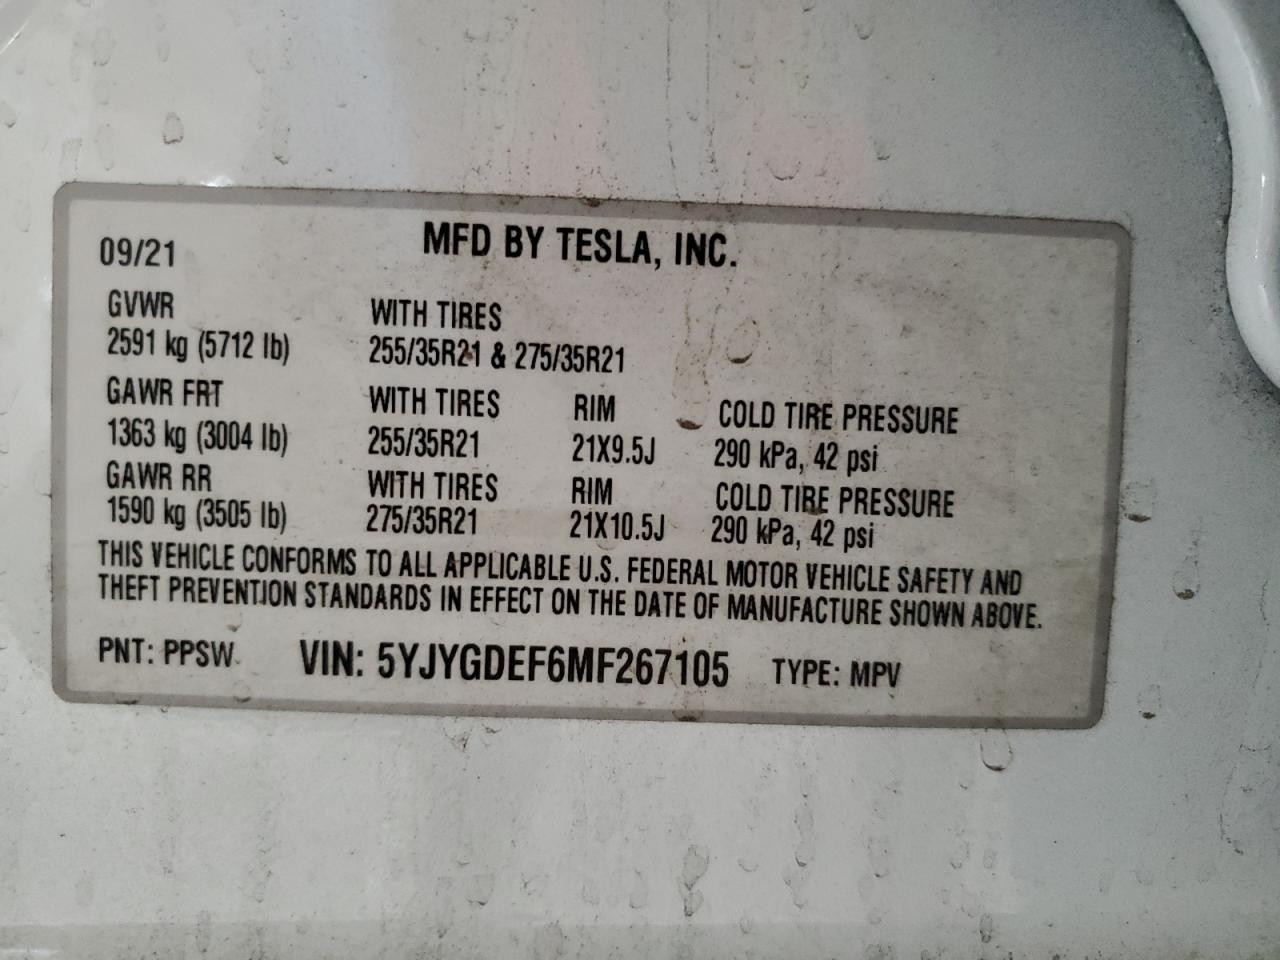 09/21 MFD BY TESLA, INC.
GVWR WITH TIRES
2591 kg (5712 lb) 255/35R21 & 275/35R21
GAWR FRT WITH TIRES RIM COLD TIRE PRESSURE
1363 kg (3004 lb) 255/35R21 21X9.5J 290 kPa, 42 psi
GAWR RR WITH TIRES RIM COLD TIRE PRESSURE
1590 kg (3505 lb) 275/35R21 21X10.5J 290 kPa, 42 psi
THIS VEHICLE CONFORMS TO ALL APPLICABLE U.S. FEDERAL MOTOR VEHICLE SAFETY AND
THEFT PREVENTION STANDARDS IN EFFECT ON THE DATE OF MANUFACTURE SHOWN ABOVE.
PNT: PPSW VIN: 5YJYGDEF6MF267105 TYPE: MPV